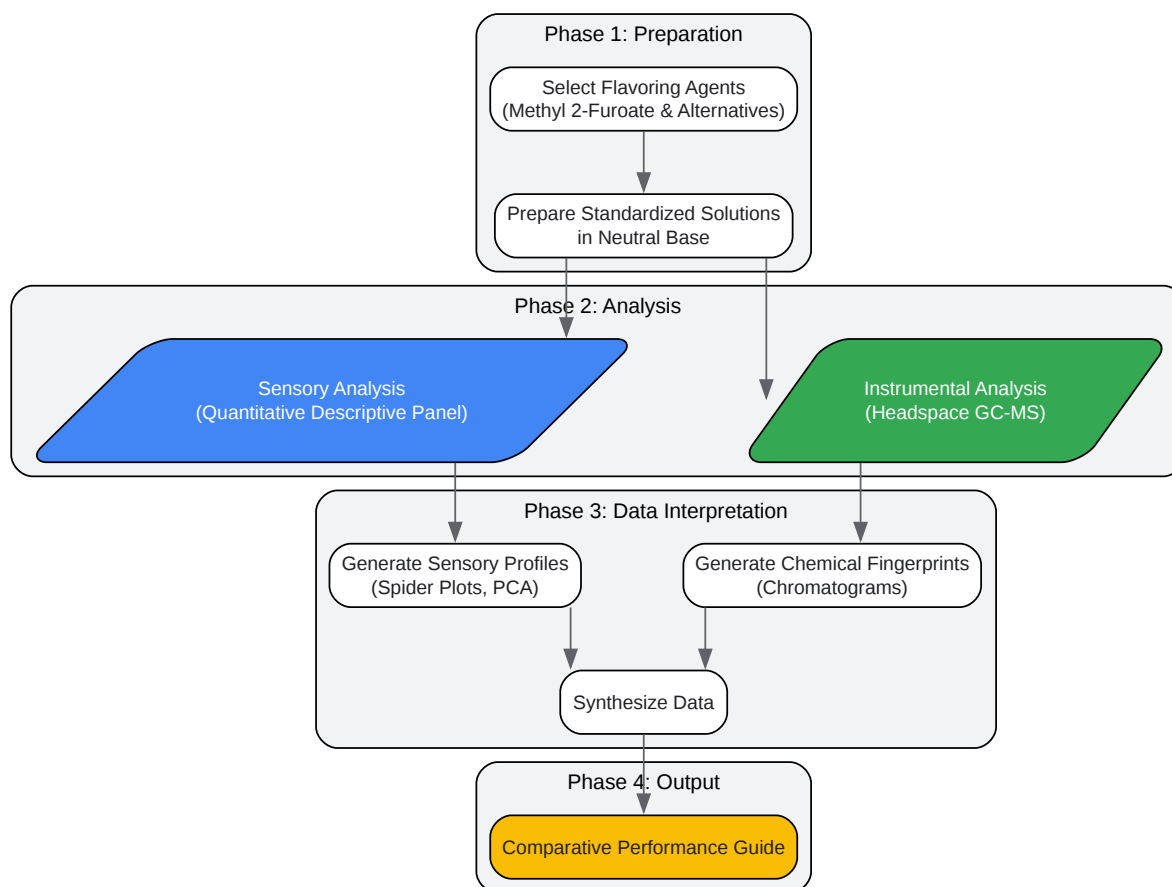 Phase 1: Preparation
Select Flavoring Agents
(Methyl 2-Furoate & Alternatives)
Prepare Standardized Solutions
in Neutral Base
Phase 2: Analysis
Sensory Analysis
(Quantitative Descriptive Panel)
Instrumental Analysis
(Headspace GC-MS)
Phase 3: Data Interpretation
Generate Sensory Profiles
(Spider Plots, PCA)
Generate Chemical Fingerprints
(Chromatograms)
Synthesize Data
Phase 4: Output
Comparative Performance Guide